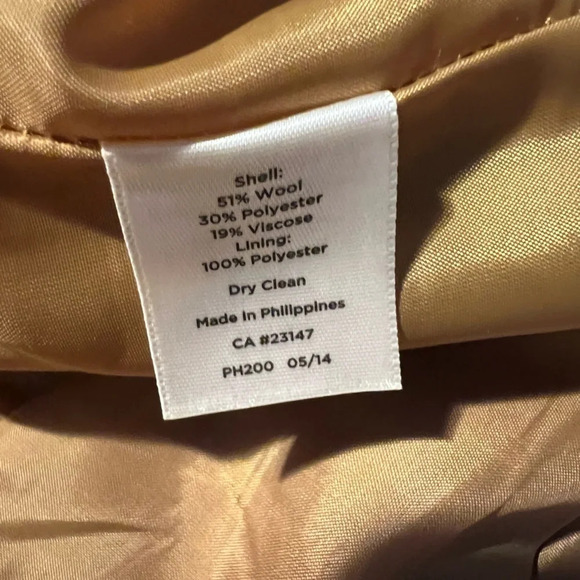 Shell:
51% Wool
30% Polyester
19% Viscose
Lining:
100% Polyester
Dry Clean
Made in Philippines
CA #23147
PH200 05/14